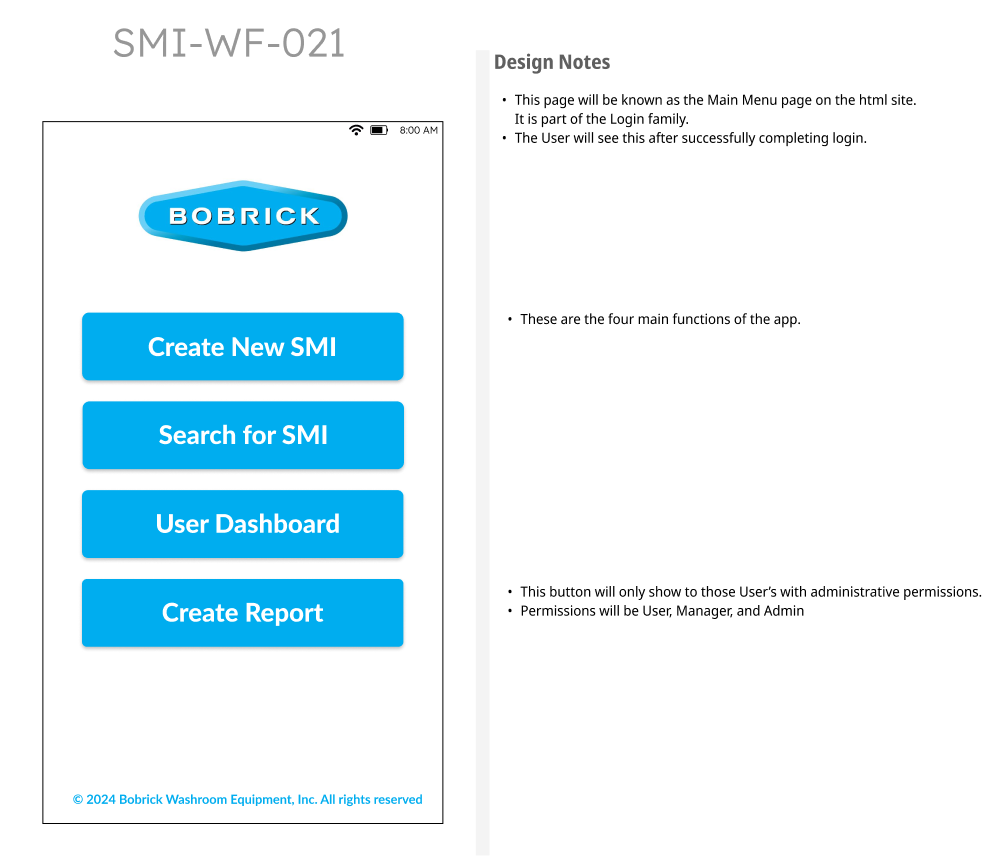 SMI-WF-021
8:00 AM
BOBRICK
Create New SMI
Search for SMI
User Dashboard
Create Report
© 2024 Bobrick Washroom Equipment, Inc. All rights reserved
Design Notes
• This page will be known as the Main Menu page on the html site.
It is part of the Login family.
• The User will see this after successfully completing login.
• These are the four main functions of the app.
• This button will only show to those User’s with administrative permissions.
• Permissions will be User, Manager, and Admin